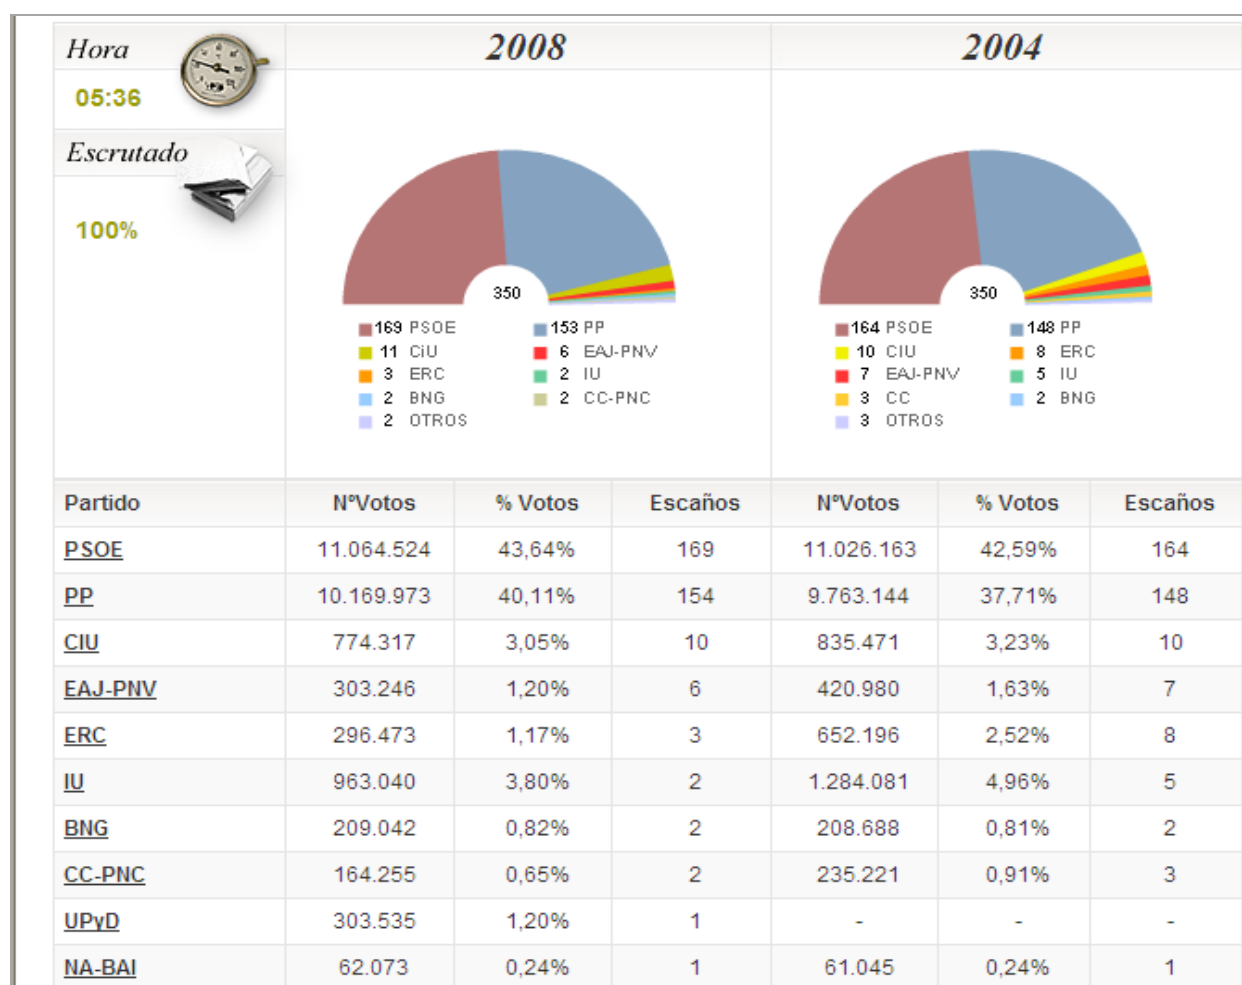 Hora
2008
2004
05:36
Escrutado
100%
350
169 PSOE
153 PP
11 CiU
6 EAJ-PNV
3 ERC
2 IU
2 BNG
2 CC-PNC
2 OTROS
350
164 PSOE
148 PP
10 CIU
8 ERC
7 EAJ-PNV
5 IU
3 CC
2 BNG
3 OTROS
Partido NºVotos % Votos Escaños NºVotos % Votos Escaños
PSOE 11.064.524 43,64% 169 11.026.163 42,59% 164
PP 10.169.973 40,11% 154 9.763.144 37,71% 148
CIU 774.317 3,05% 10 835.471 3,23% 10
EAJ-PNV 303.246 1,20% 6 420.980 1,63% 7
ERC 296.473 1,17% 3 652.196 2,52% 8
IU 963.040 3,80% 2 1.284.081 4,96% 5
BNG 209.042 0,82% 2 208.688 0,81% 2
CC-PNC 164.255 0,65% 2 235.221 0,91% 3
UPyD 303.535 1,20% 1 - - -
NA-BAI 62.073 0,24% 1 61.045 0,24% 1